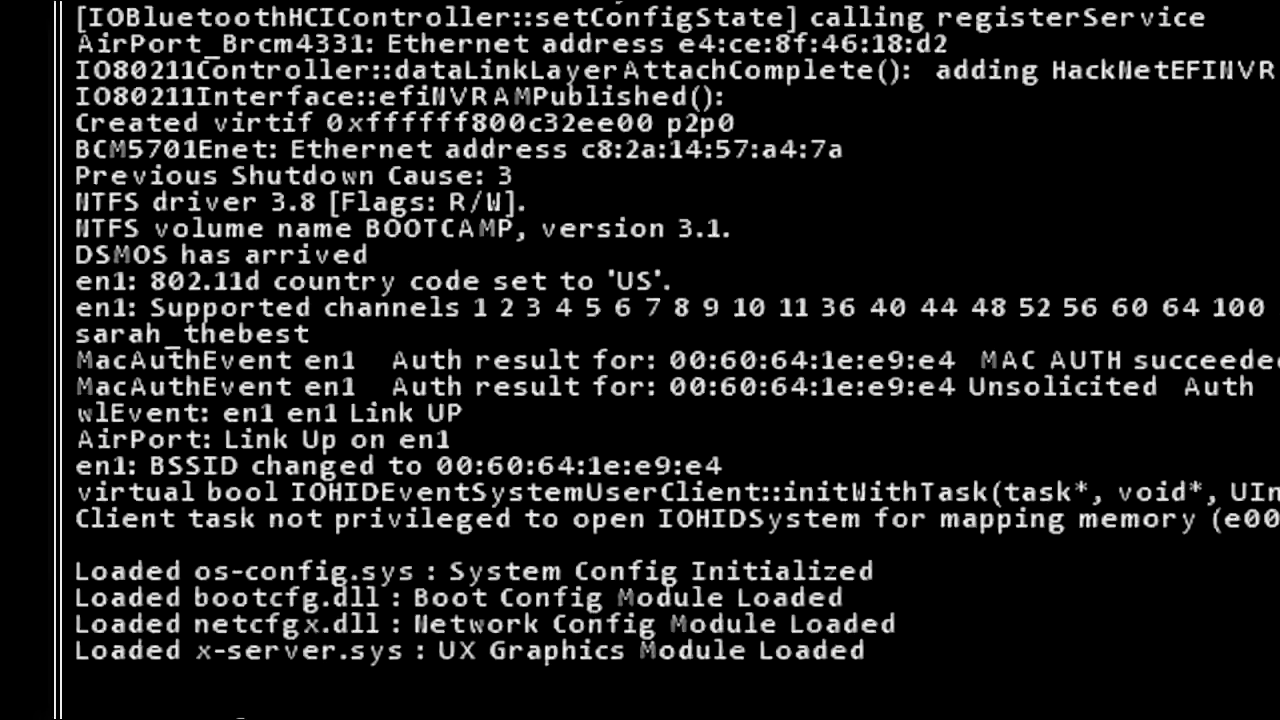 [IOBluetoothHCIController::setConfigState] calling registerService
AirPort_Brcm4331: Ethernet address e4:ce:8f:46:18:d2
IO80211Controller::dataLinkLayerAttachComplete(): adding HackNetEFINVR
IO80211Interface::efiNVRAMPublished():
Created virtif 0xffffff800c32ee00 p2p0
BCM5701Enet: Ethernet address c8:2a:14:57:a4:7a
Previous Shutdown Cause: 3
NTFS driver 3.8 [Flags: R/W].
NTFS volume name BOOTCAMP, version 3.1.
DSMOS has arrived
en1: 802.11d country code set to 'US'.
en1: Supported channels 1 2 3 4 5 6 7 8 9 10 11 36 40 44 48 52 56 60 64 100
sarah_thebest
MacAuthEvent en1 Auth result for: 00:60:64:1e:e9:e4 MAC AUTH succeeded
MacAuthEvent en1 Auth result for: 00:60:64:1e:e9:e4 Unsolicited Auth
wlEvent: en1 en1 Link UP
AirPort: Link Up on en1
en1: BSSID changed to 00:60:64:1e:e9:e4
virtual bool IOHIDEventSystemUserClient::initWithTask(task*, void*, UIn
Client task not privileged to open IOHIDSystem for mapping memory (e00
Loaded os-config.sys : System Config Initialized
Loaded bootcfg.dll : Boot Config Module Loaded
Loaded netcfgx.dll : Network Config Module Loaded
Loaded x-server.sys : UX Graphics Module Loaded